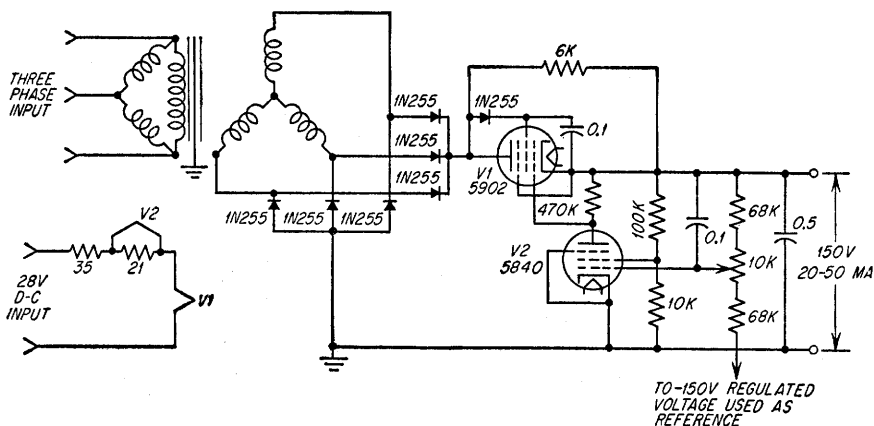 6K
THREE
PHASE
INPUT
1N255
1N255
0.1
1N255
1N255
V1
5902
1N255
1N255
1N255
470K
100K
0.1
68K
0.5
V2
V2
5840
10K
150V
20-50 MA
35
21
28V
D-C
INPUT
V1
10K
68K
TO-150V REGULATED
VOLTAGE USED AS
REFERENCE